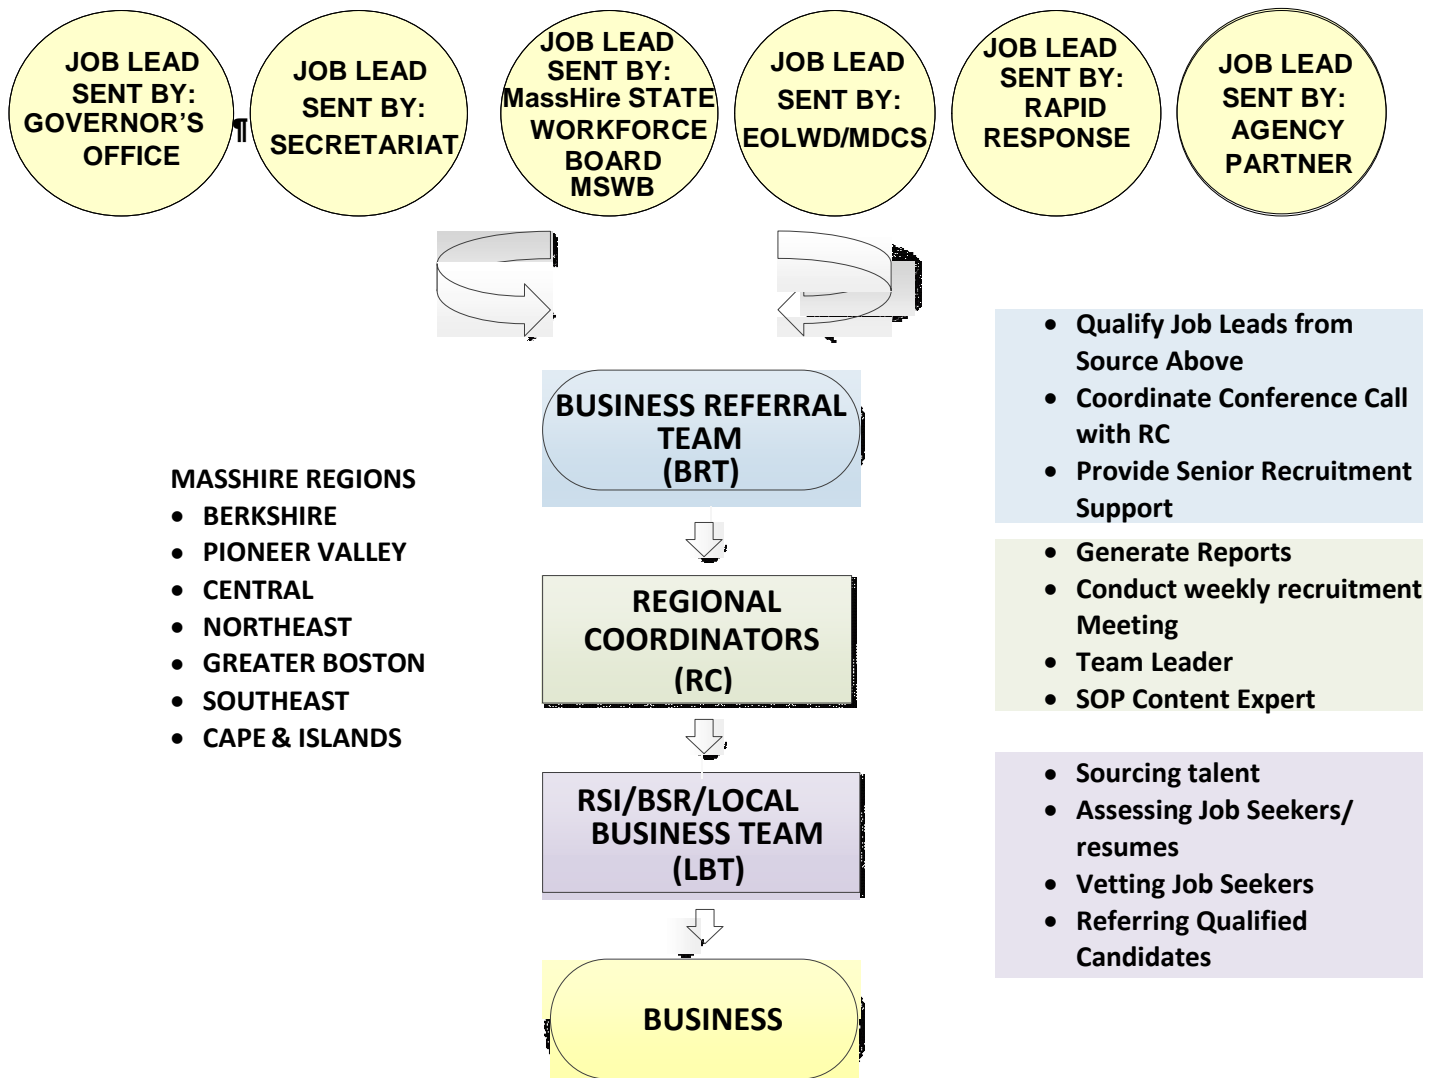 JOB LEAD
SENT BY:
GOVERNOR’S
OFFICE
¶
JOB LEAD
SENT BY:
SECRETARIAT
JOB LEAD
SENT BY:
MassHire STATE
WORKFORCE
BOARD
MSWB
JOB LEAD
SENT BY:
EOLWD/MDCS
JOB LEAD
SENT BY:
RAPID
RESPONSE
JOB LEAD
SENT BY:
AGENCY
PARTNER
BUSINESS REFERRAL
TEAM
(BRT)
• Qualify Job Leads from
Source Above
• Coordinate Conference Call
with RC
• Provide Senior Recruitment
Support
MASSHIRE REGIONS
• BERKSHIRE
• PIONEER VALLEY
• CENTRAL
• NORTHEAST
• GREATER BOSTON
• SOUTHEAST
• CAPE & ISLANDS
REGIONAL
COORDINATORS
(RC)
• Generate Reports
• Conduct weekly recruitment
Meeting
• Team Leader
• SOP Content Expert
RSI/BSR/LOCAL
BUSINESS TEAM
(LBT)
• Sourcing talent
• Assessing Job Seekers/
resumes
• Vetting Job Seekers
• Referring Qualified
Candidates
BUSINESS